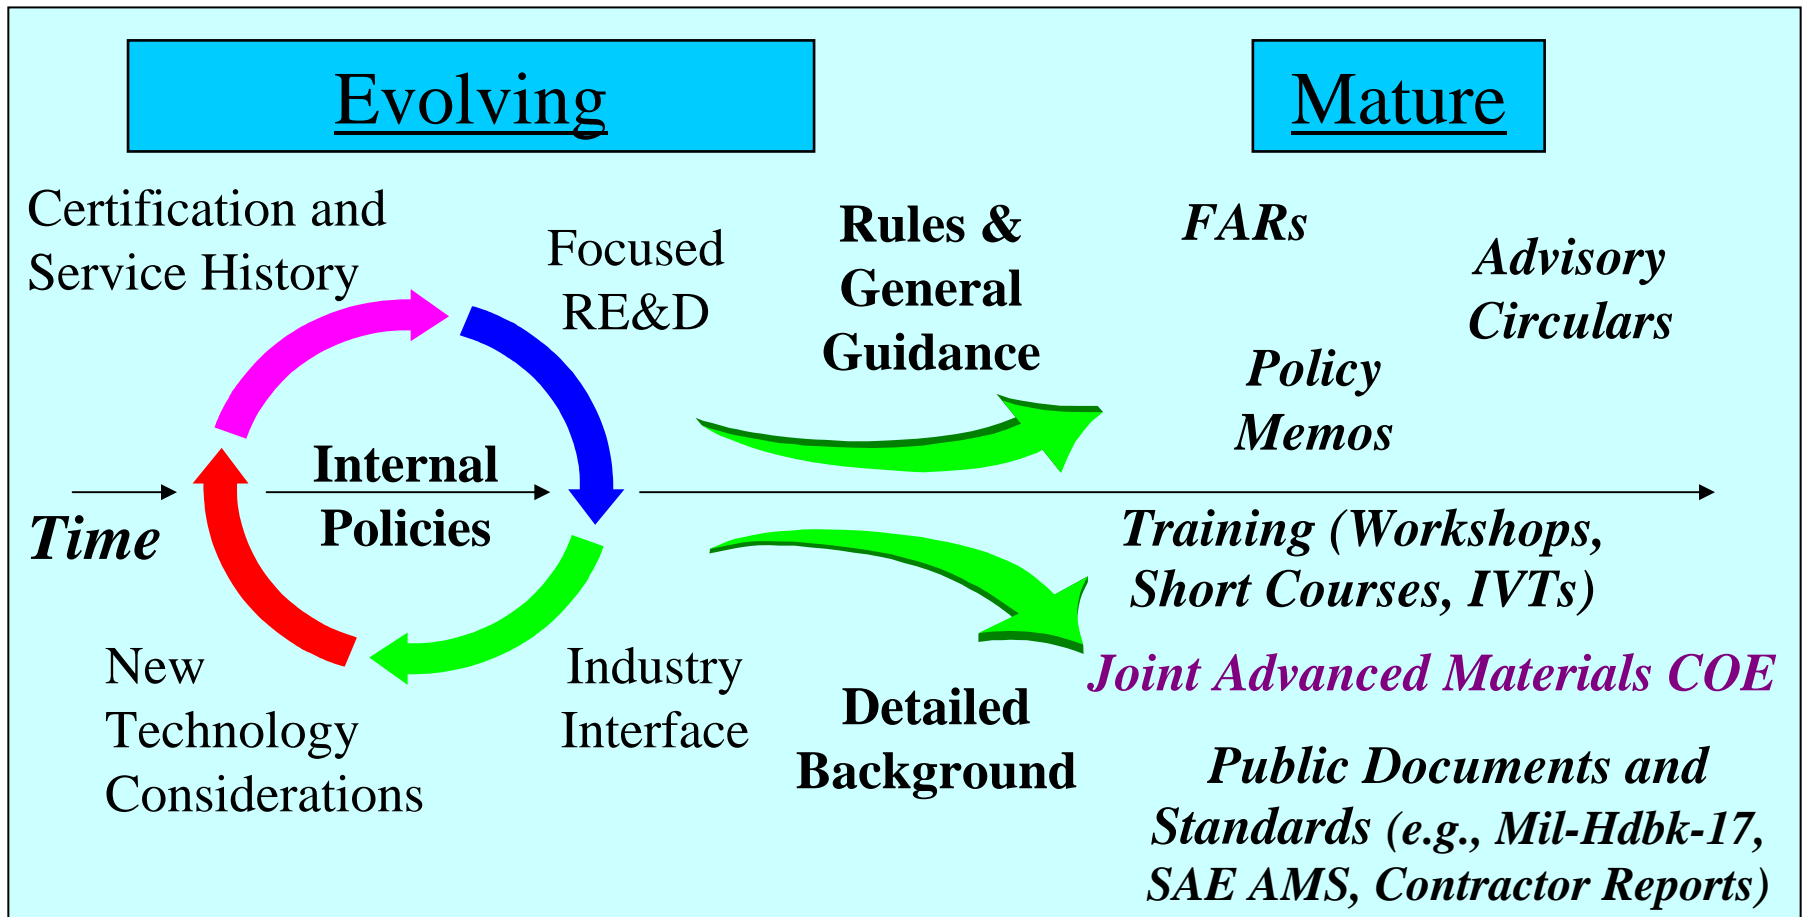 Evolving
Mature
Certification and
Service History
Focused
RE&D
Rules &
General
Guidance
FARs
Advisory
Circulars
Policy
Memos
Internal
Policies
Time
Training (Workshops,
Short Courses, IVTs)
New
Technology
Considerations
Industry
Interface
Detailed
Background
Joint Advanced Materials COE
Public Documents and
Standards (e.g., Mil-Hdbk-17,
SAE AMS, Contractor Reports)